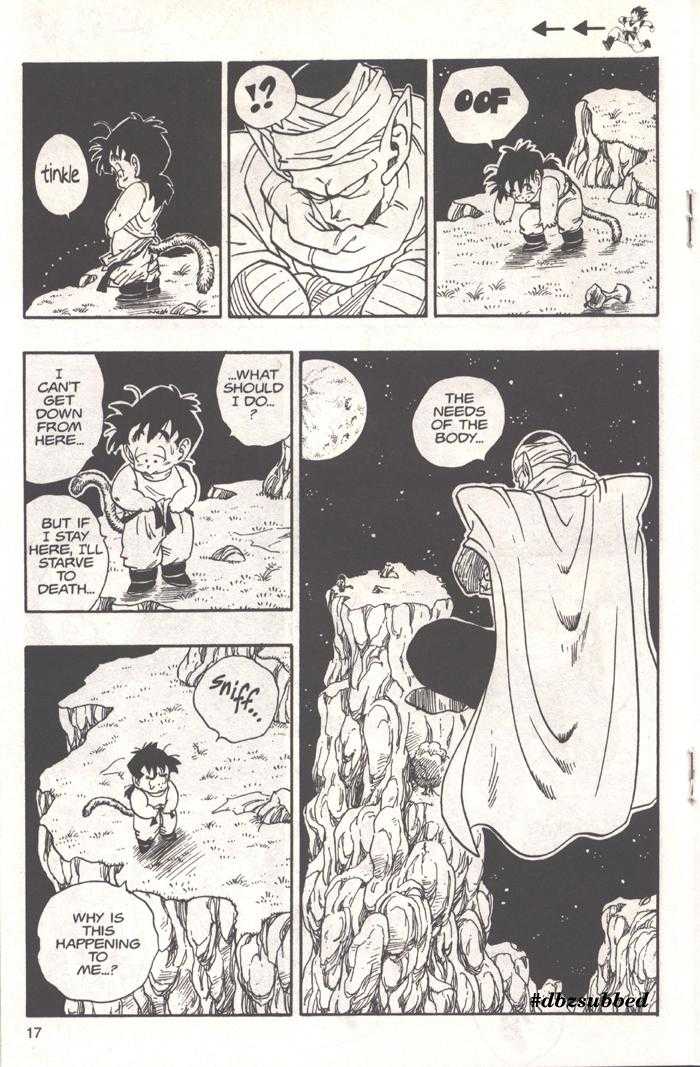 OOF
!?
tinkle
THE
NEEDS
OF THE
BODY...
...WHAT
SHOULD
I DO...
?
I
CAN'T
GET
DOWN
FROM
HERE...
BUT IF
I STAY
HERE, I'LL
STARVE
TO
DEATH...
sniff...
WHY IS
THIS
HAPPENING
TO
ME...?
#dbzsubbed
17